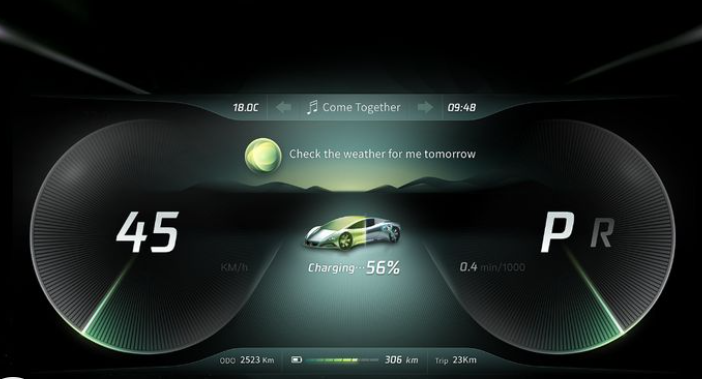 18.0C Come Together 09:48
Check the weather for me tomorrow
45 KM/h
P R
Charging 56%
0.4 min/1000
ODO 2523 Km 306 km Trip 23Km